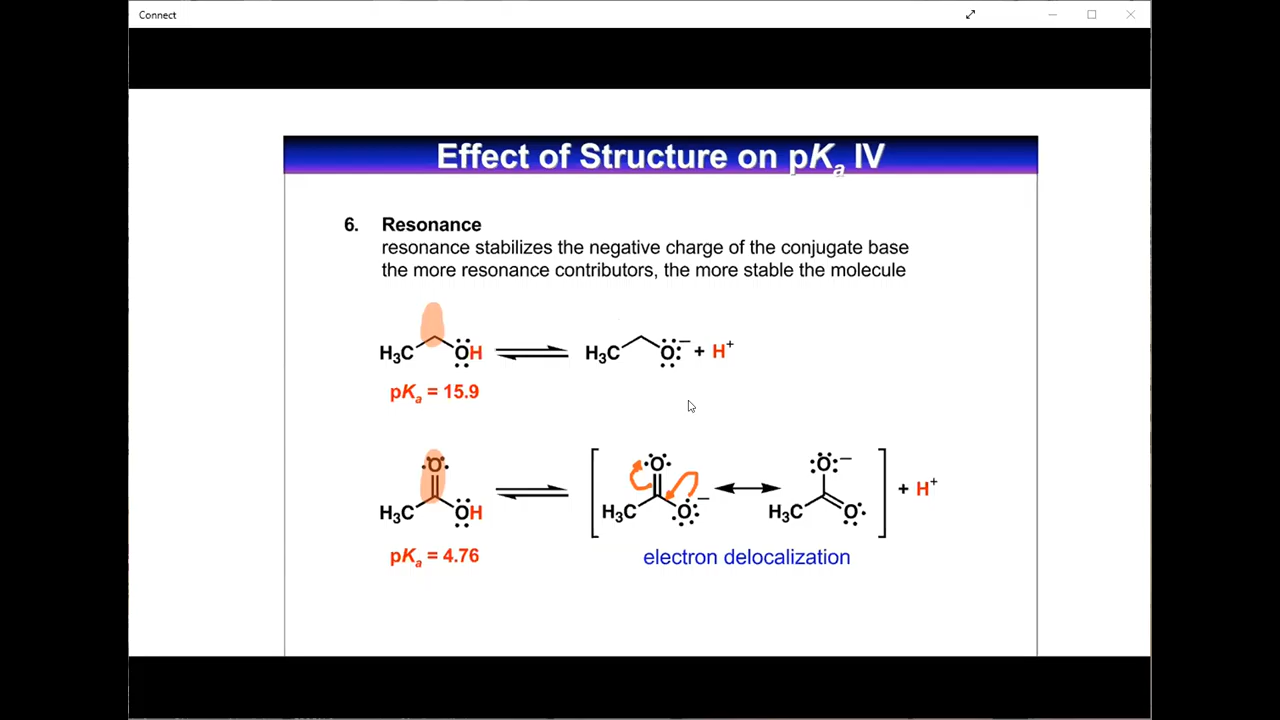 Connect
Effect of Structure on pKa IV
6. Resonance
resonance stabilizes the negative charge of the conjugate base
the more resonance contributors, the more stable the molecule
H3C OH H3C O:− + H+
pKa = 15.9
O O O:−
H3C OH H3C O− H3C O + H+
pKa = 4.76 electron delocalization